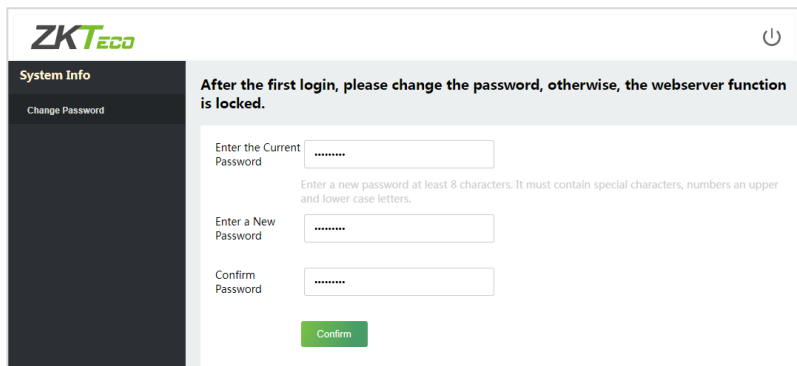 ZKTECO
System Info
Change Password
After the first login, please change the password, otherwise, the webserver function
is locked.
Enter the Current
Password
•••••••••
Enter a new password at least 8 characters. It must contain special characters, numbers an upper
and lower case letters.
Enter a New
Password
•••••••••
Confirm
Password
•••••••••
Confirm